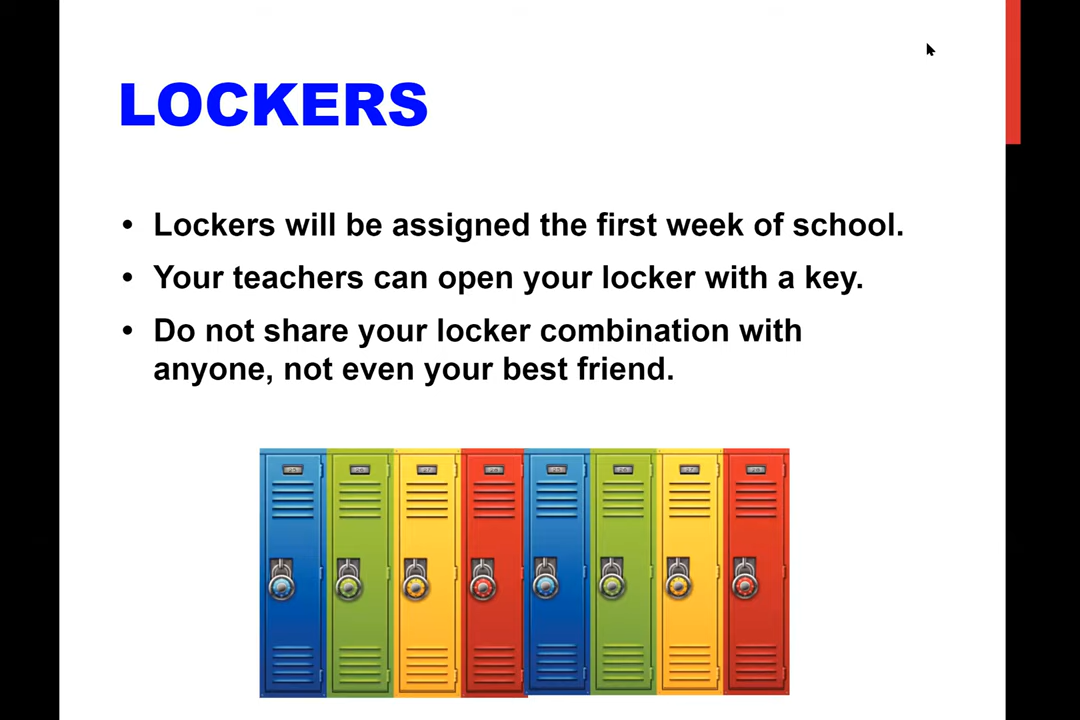 LOCKERS
• Lockers will be assigned the first week of school.
• Your teachers can open your locker with a key.
• Do not share your locker combination with
anyone, not even your best friend.